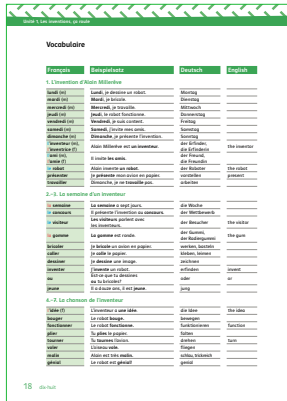 Unité 1, Les inventions, ça roule
Vocabulaire
Français Beispielsatz Deutsch English
1. L'invention d'Alain Millerève
lundi (m) Lundi, je dessine un robot. Montag
mardi (m) Mardi, je bricole. Dienstag
mercredi (m) Mercredi, je travaille. Mittwoch
jeudi (m) Jeudi, le robot fonctionne. Donnerstag
vendredi (m) Vendredi, je suis content. Freitag
samedi (m) Samedi, j'invite mes amis. Samstag
dimanche (m) Dimanche, je présente l'invention. Sonntag
l'inventeur (m), l'inventrice (f) Alain Millerève est un inventeur. der Erfinder, die Erfinderin the inventor
l'ami (m), l'amie (f) Il invite les amis. der Freund, die Freundin
le robot Alain invente un robot. der Roboter the robot
présenter Je présente mon avion en papier. vorstellen present
travailler Dimanche, je ne travaille pas. arbeiten
2.–3. La semaine d'un inventeur
la semaine La semaine a sept jours. die Woche
le concours Il présente l'invention au concours. der Wettbewerb
le visiteur Les visiteurs parlent avec les inventeurs. der Besucher the visitor
la gomme La gomme est ronde. der Gummi, der Radiergummi the gum
bricoler Je bricole un avion en papier. werken, basteln
coller Je colle le papier. kleben, leimen
dessiner Je dessine une image. zeichnen
inventer J'invente un robot. erfinden invent
ou Est-ce que tu dessines ou tu bricoles? oder or
jeune Il a douze ans, il est jeune. jung
4.–7. La chanson de l'inventeur
l'idée (f) L'inventeur a une idée. die Idee the idea
bouger Le robot bouge. bewegen
fonctionner Le robot fonctionne. funktionieren function
plier Tu plies le papier. falten
tourner Tu tournes l'avion. drehen turn
voler L'oiseau vole. fliegen
malin Alain est très malin. schlau, trickreich
génial! Le robot est génial! genial
18 dix-huit